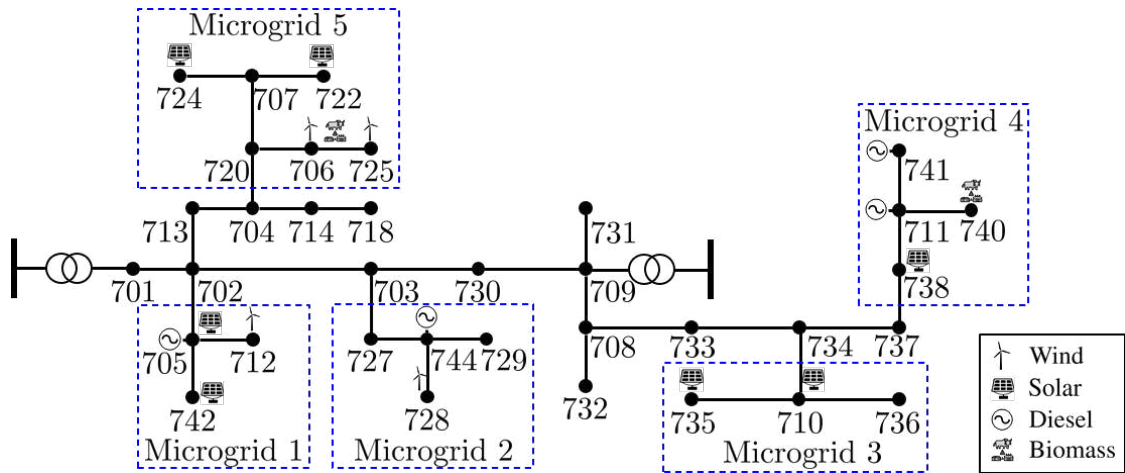 Microgrid 5
724 707 722
720 706 725
Microgrid 4
741
711 740
738
713 704 714 718
731
701 702 703 730 709
705 712
742
Microgrid 1
727 744 729
728
Microgrid 2
708 733 734 737
732
735 710 736
Microgrid 3
Wind
Solar
Diesel
Biomass